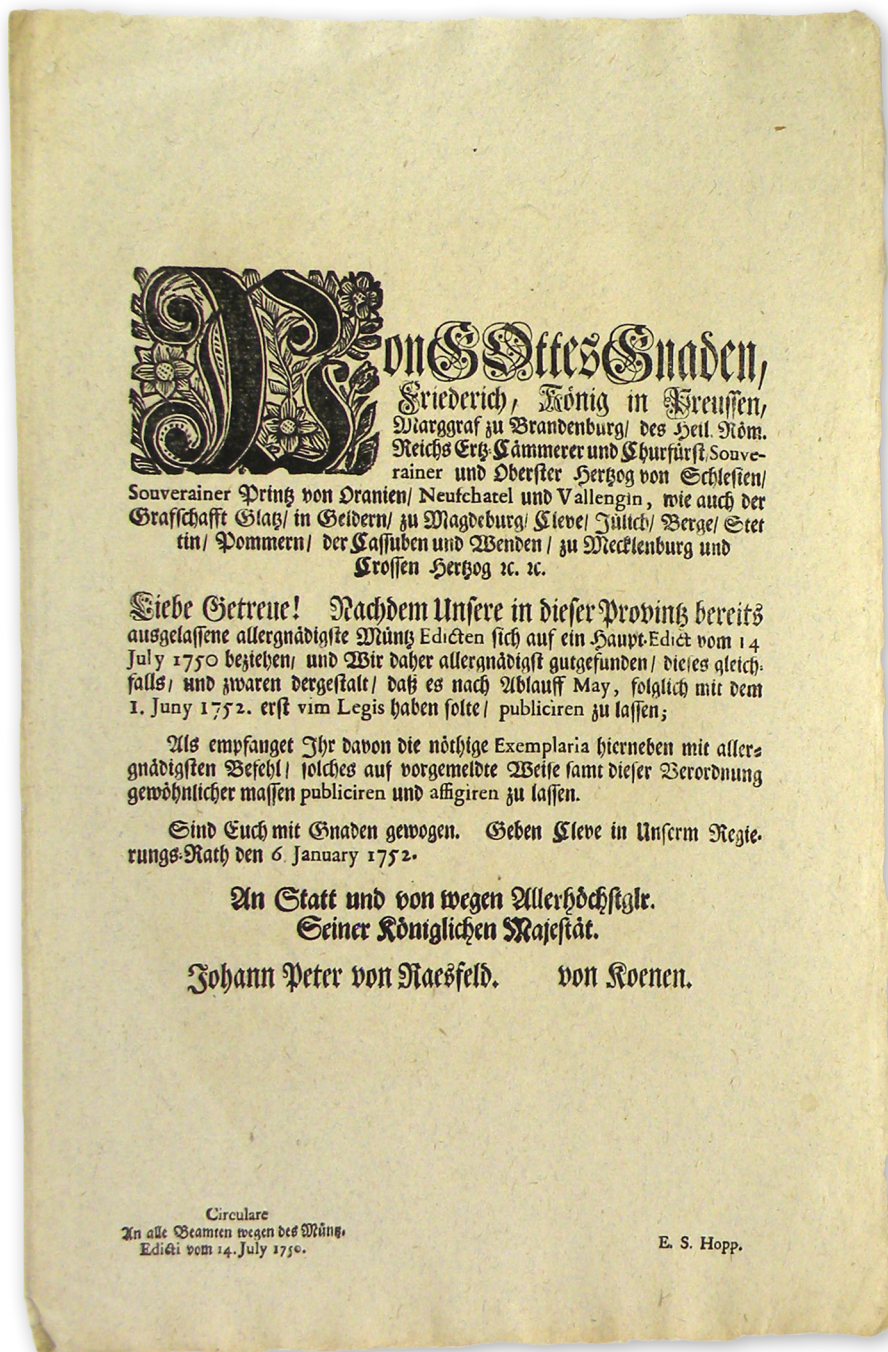 Von GOttes Gnaden,
Friederich, König in Preussen,
Marggraf zu Brandenburg/ des Heil. Röm.
Reichs Ertz-Cämmerer und Churfürst/ Souve-
rainer und Oberster Hertzog von Schlesien/
Souverainer Printz von Oranien/ Neufchatel und Vallengin, wie auch der
Grafschafft Glatz/ in Geldern/ zu Magdeburg/ Cleve/ Jülich/ Berge/ Stet
tin/ Pommern/ der Cassuben und Wenden/ zu Mecklenburg und
Crossen Hertzog ꝛc. ꝛc.
Liebe Getreue! Nachdem Unsere in dieser Provintz bereits
ausgelassene allergnädigste Müntz Edicten sich auf ein Haupt-Edict vom 14
July 1750 beziehen/ und Wir daher allergnädigst gutgefunden/ dieses gleich-
falls/ und zwaren dergestalt/ daß es nach Ablauff May, folglich mit dem
1. Juny 1752. erst vim Legis haben solte/ publiciren zu lassen;
Als empfanget Ihr davon die nöthige Exemplaria hierneben mit aller-
gnädigsten Befehl/ solches auf vorgemeldte Weise samt dieser Verordnung
gewöhnlicher massen publiciren und affigiren zu lassen.
Sind Euch mit Gnaden gewogen. Geben Cleve in Unserm Regie-
rungs-Rath den 6 January 1752.
An Statt und von wegen Allerhöchstglr.
Seiner Königlichen Majestät.
Johann Peter von Raesfeld. von Koenen.
Circulare
An alle Beamten wegen des Müntz-
Edicti vom 14. July 1750.
E. S. Hopp.